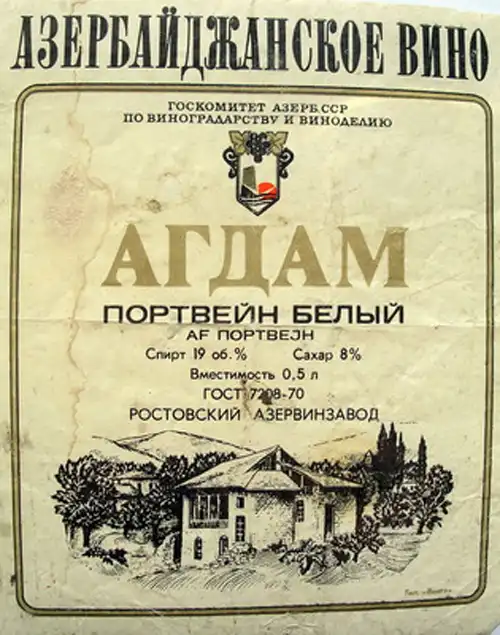 АЗЕРБАЙДЖАНСКОЕ ВИНО
ГОСКОМИТЕТ АЗЕРБ.ССР
ПО ВИНОГРАДАРСТВУ И ВИНОДЕЛИЮ
АГДАМ
ПОРТВЕЙН БЕЛЫЙ
АҒ ПОРТВЕЈН
Спирт 19 об.% Сахар 8%
Вместимость 0,5 л
ГОСТ 7208-70
РОСТОВСКИЙ АЗЕРВИНЗАВОД